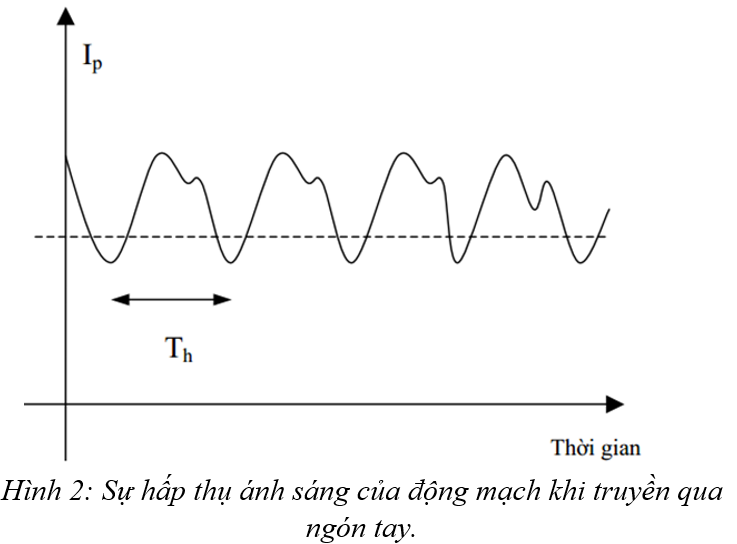 Ip
Th
Thời gian
Hình 2: Sự hấp thụ ánh sáng của động mạch khi truyền qua
ngón tay.